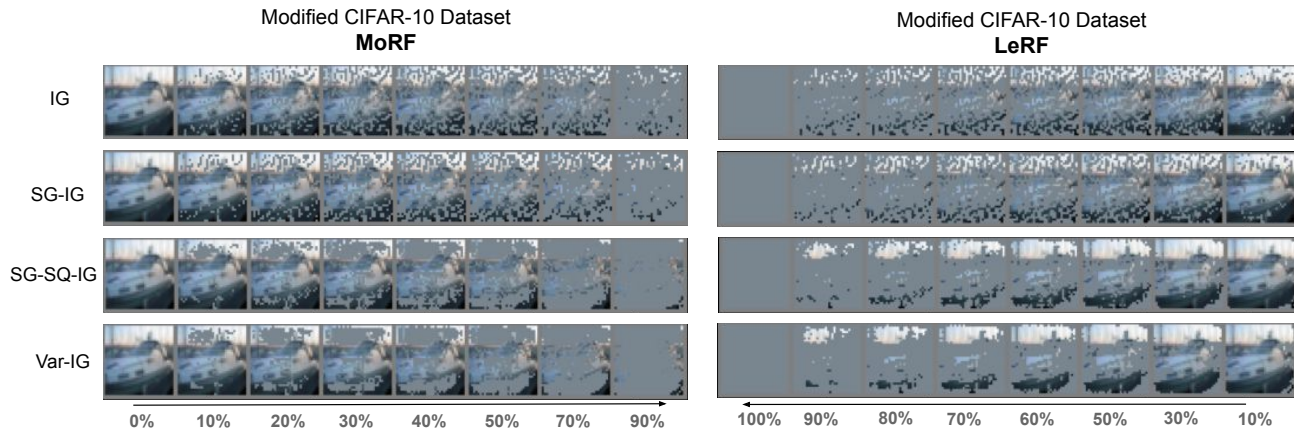 Modified CIFAR-10 Dataset
MoRF
Modified CIFAR-10 Dataset
LeRF
IG
SG-IG
SG-SQ-IG
Var-IG
0% 10% 20% 30% 40% 50% 70% 90%
100% 90% 80% 70% 60% 50% 30% 10%